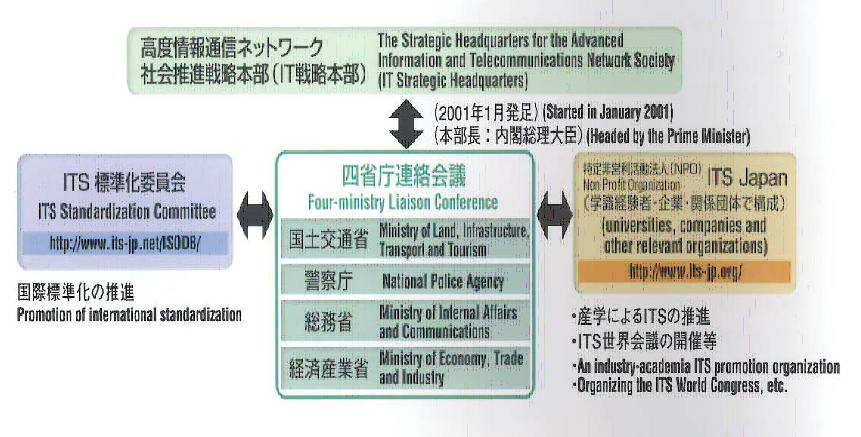 高度情報通信ネットワーク
社会推進戦略本部（IT戦略本部）
The Strategic Headquarters for the Advanced
Information and Telecommunications Network Society
(IT Strategic Headquarters)
（2001年1月発足）(Started in January 2001)
（本部長：内閣総理大臣）(Headed by the Prime Minister)
ITS 標準化委員会
ITS Standardization Committee
http://www.its-jp.net/ISODB/
国際標準化の推進
Promotion of international standardization
四省庁連絡会議
Four-ministry Liaison Conference
国土交通省
Ministry of Land, Infrastructure,
Transport and Tourism
警察庁
National Police Agency
総務省
Ministry of Internal Affairs
and Communications
経済産業省
Ministry of Economy, Trade
and Industry
特定非営利活動法人（NPO）
Non Profit Organization
ITS Japan
（学識経験者・企業・関係団体で構成）
(universities, companies and
other relevant organizations)
http://www.its-jp.org/
・産学によるITSの推進
・ITS世界会議の開催等
・An industry-academia ITS promotion organization
・Organizing the ITS World Congress, etc.